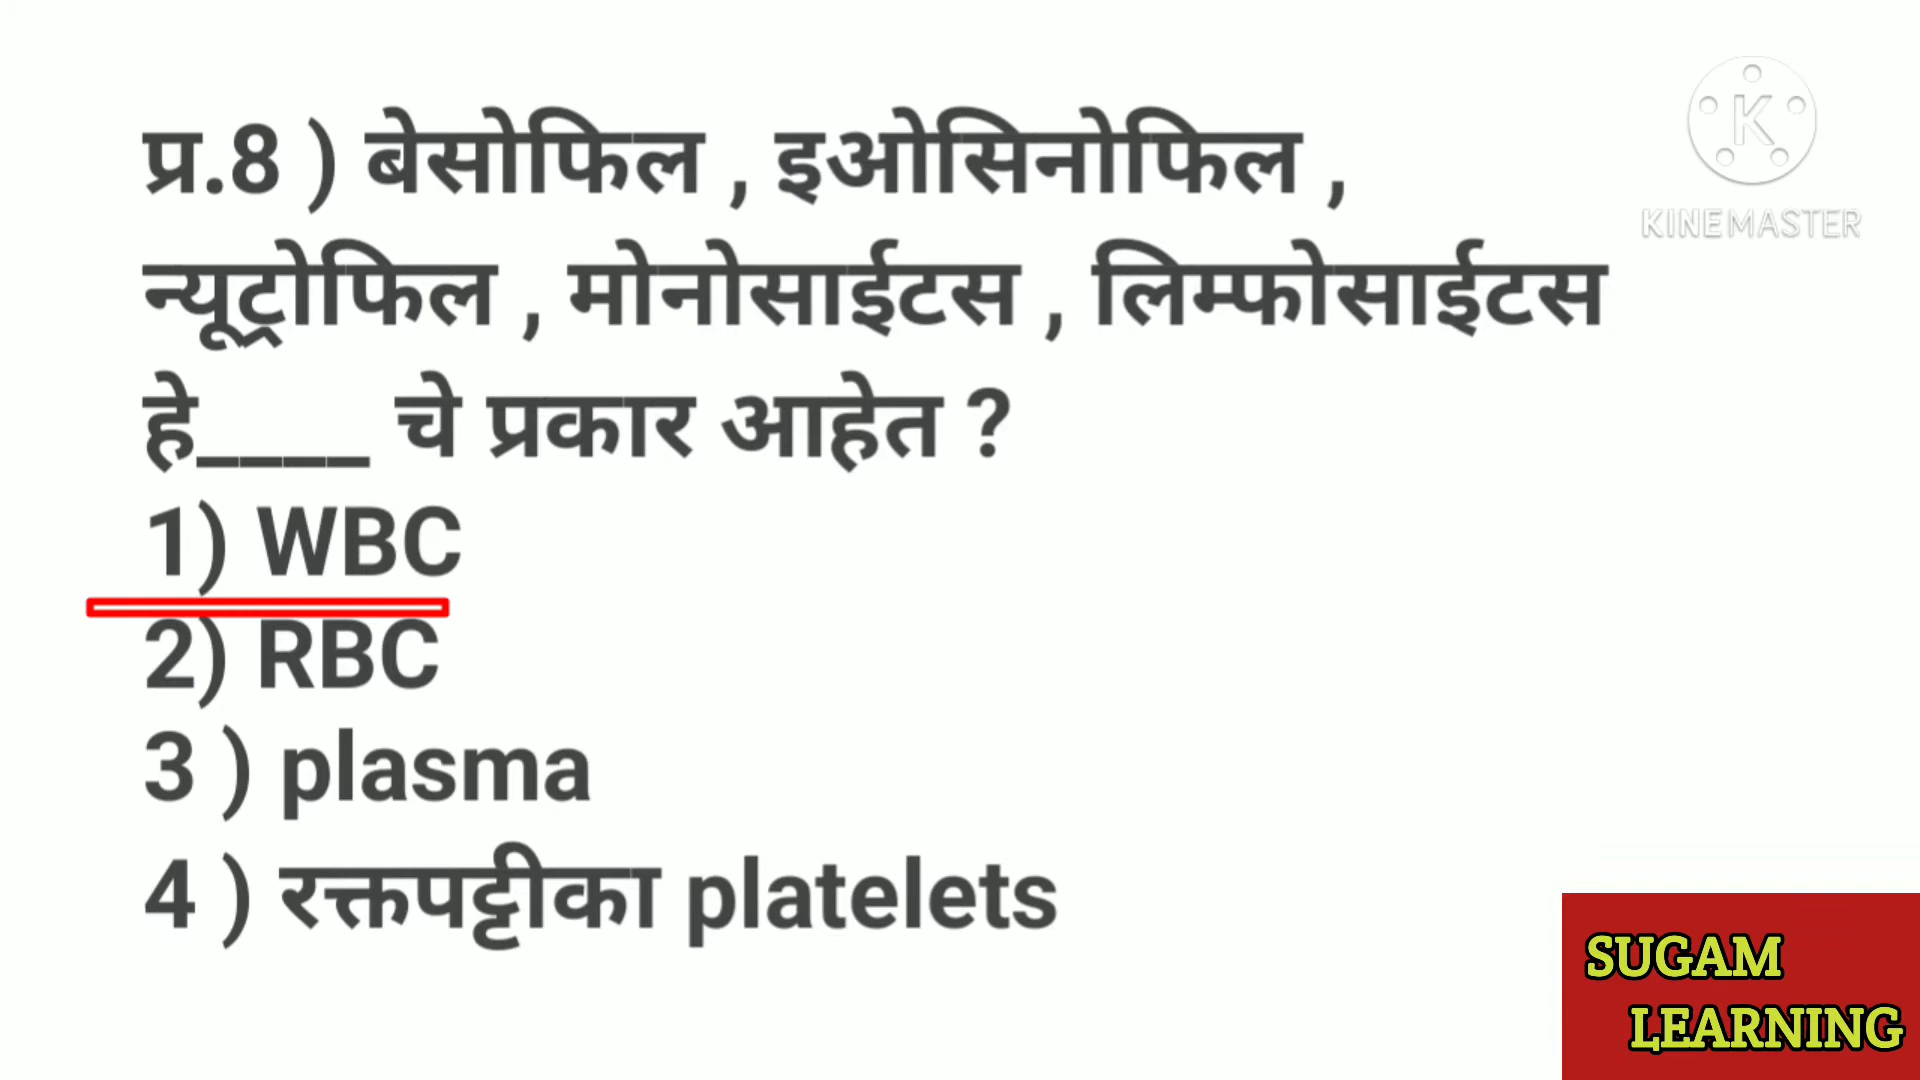 प्र.8 ) बेसोफिल , इओसिनोफिल ,
न्यूट्रोफिल , मोनोसाईटस , लिम्फोसाईटस
हे____ चे प्रकार आहेत ?
1) WBC
2) RBC
3 ) plasma
4 ) रक्तपट्टीका platelets
K
KINEMASTER
SUGAM
LEARNING